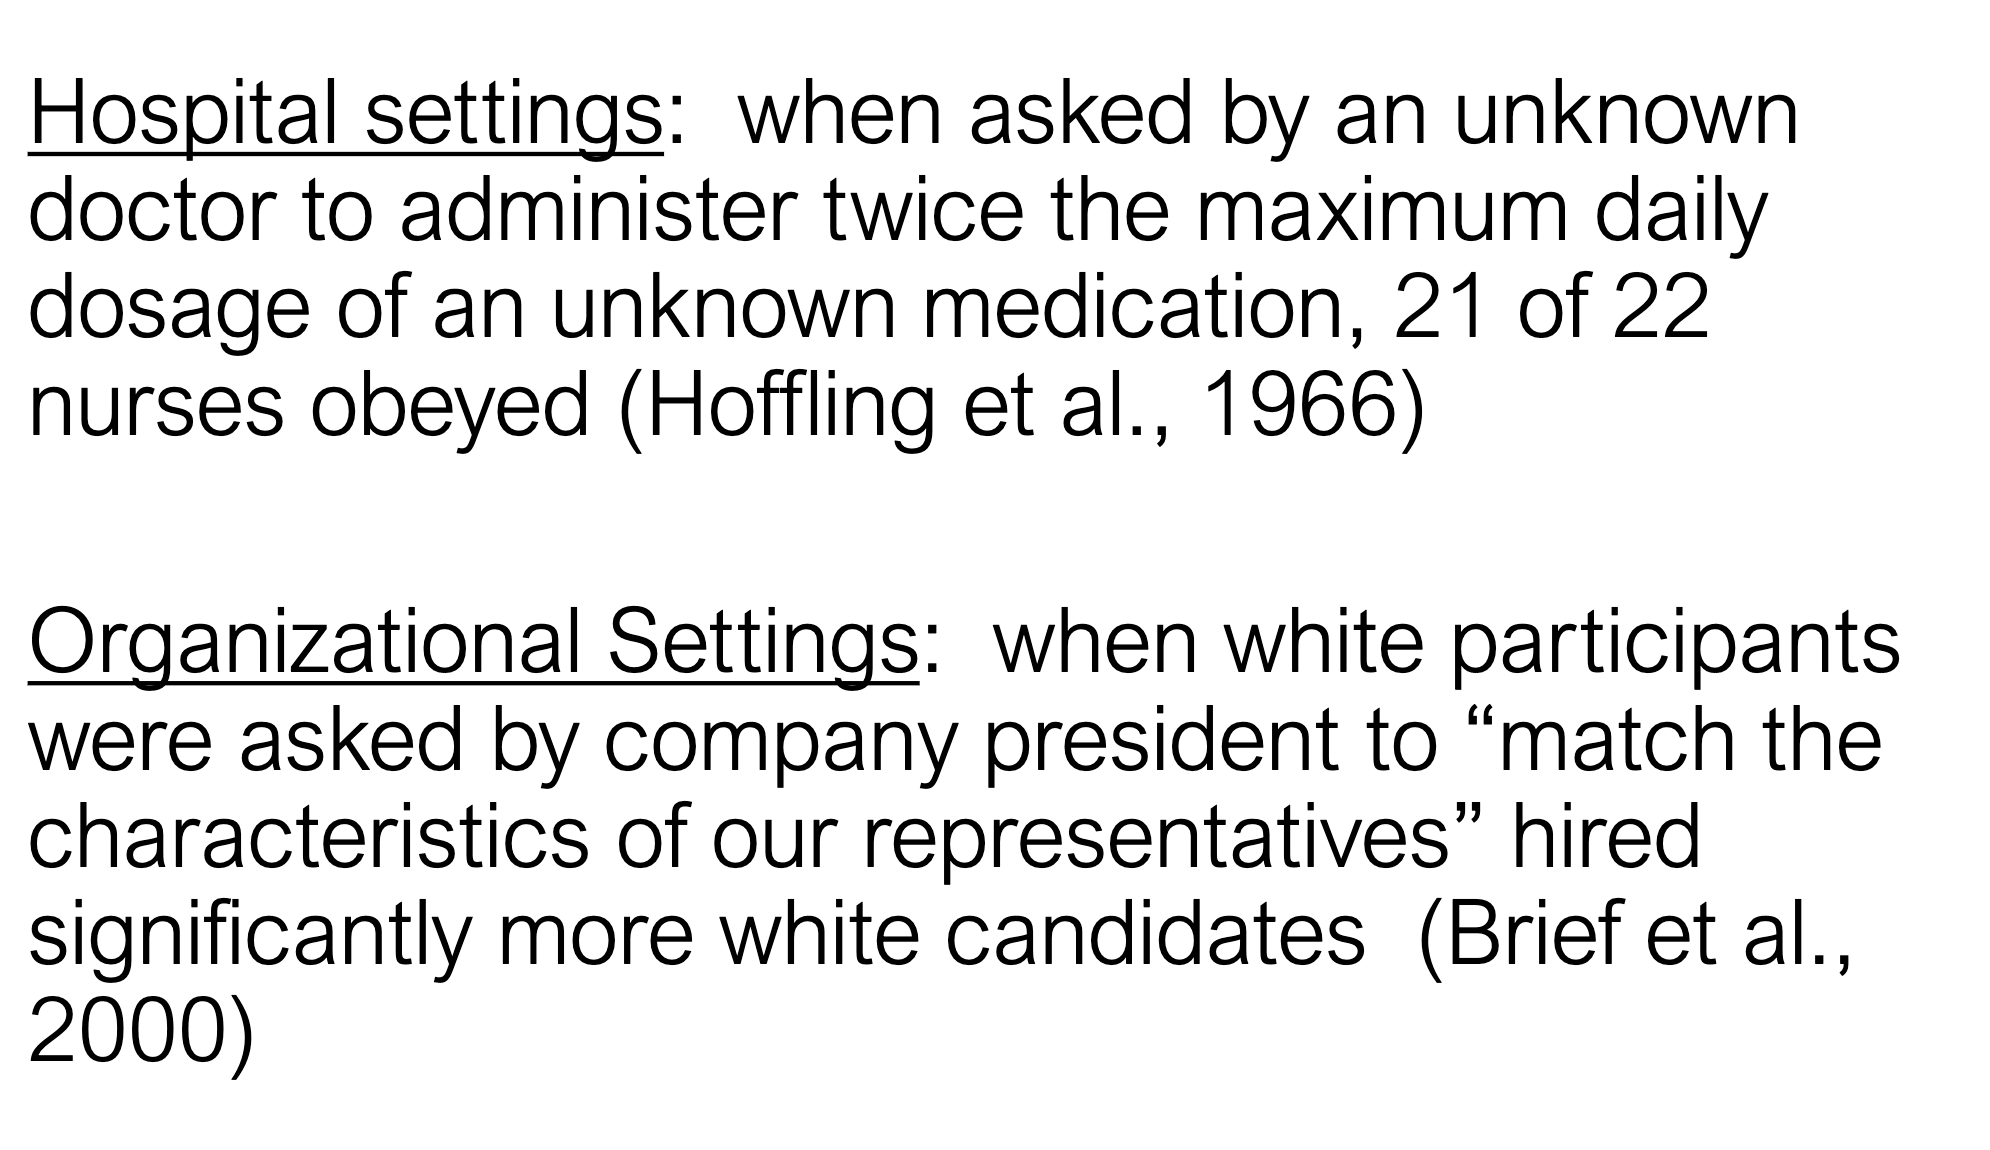 Hospital settings:  when asked by an unknown
doctor to administer twice the maximum daily
dosage of an unknown medication, 21 of 22
nurses obeyed (Hoffling et al., 1966)
Organizational Settings:  when white participants
were asked by company president to “match the
characteristics of our representatives” hired
significantly more white candidates  (Brief et al.,
2000)